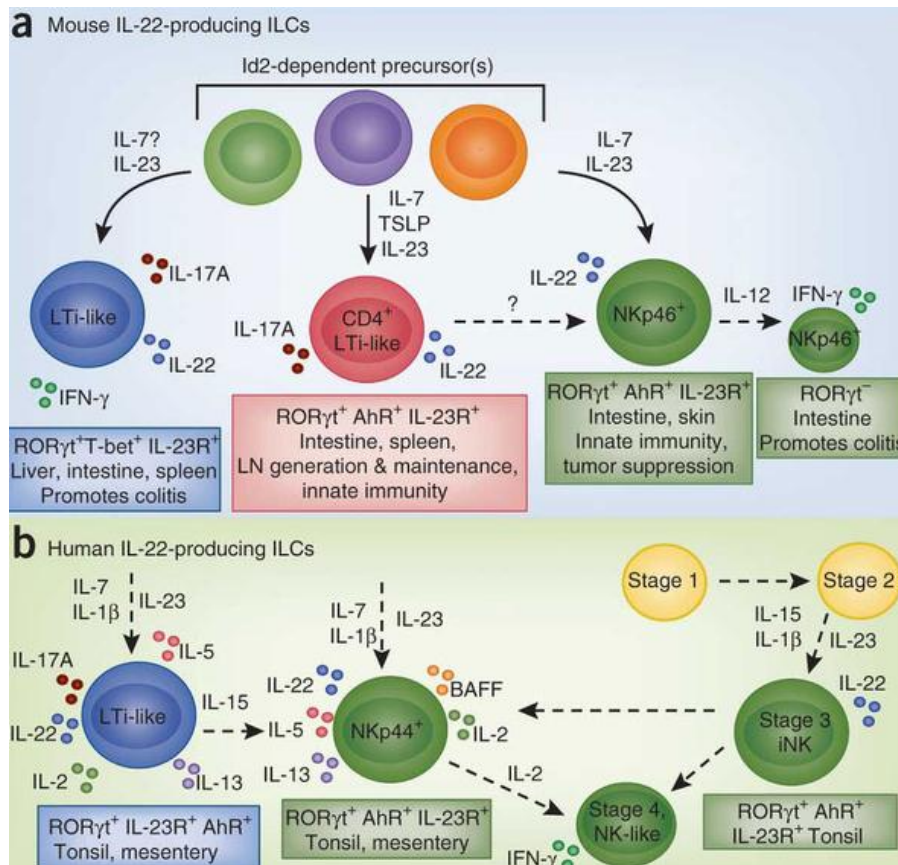 a Mouse IL-22-producing ILCs
Id2-dependent precursor(s)
IL-7?
IL-23
IL-7
TSLP
IL-23
IL-7
IL-23
LTi-like
IL-17A
IL-22
IFN-γ
IL-17A
CD4⁺
LTi-like
IL-22
?
IL-22
NKp46⁺
IL-12
IFN-γ
NKp46⁺
RORγt⁺T-bet⁺ IL-23R⁺
Liver, intestine, spleen
Promotes colitis
RORγt⁺ AhR⁺ IL-23R⁺
Intestine, spleen,
LN generation & maintenance,
innate immunity
RORγt⁺ AhR⁺ IL-23R⁺
Intestine, skin
Innate immunity,
tumor suppression
RORγt⁻
Intestine
Promotes colitis
b Human IL-22-producing ILCs
IL-7
IL-1β
IL-23
IL-5
IL-17A
LTi-like
IL-22
IL-2
IL-13
IL-15
IL-7
IL-1β
IL-23
IL-22
BAFF
IL-5
NKp44⁺
IL-2
IL-13
Stage 1
Stage 2
IL-15
IL-1β
IL-23
IL-22
Stage 3
iNK
IL-2
Stage 4,
NK-like
IFN-γ
RORγt⁺ IL-23R⁺ AhR⁺
Tonsil, mesentery
RORγt⁺ AhR⁺ IL-23R⁺
Tonsil, mesentery
RORγt⁺ AhR⁺
IL-23R⁺ Tonsil